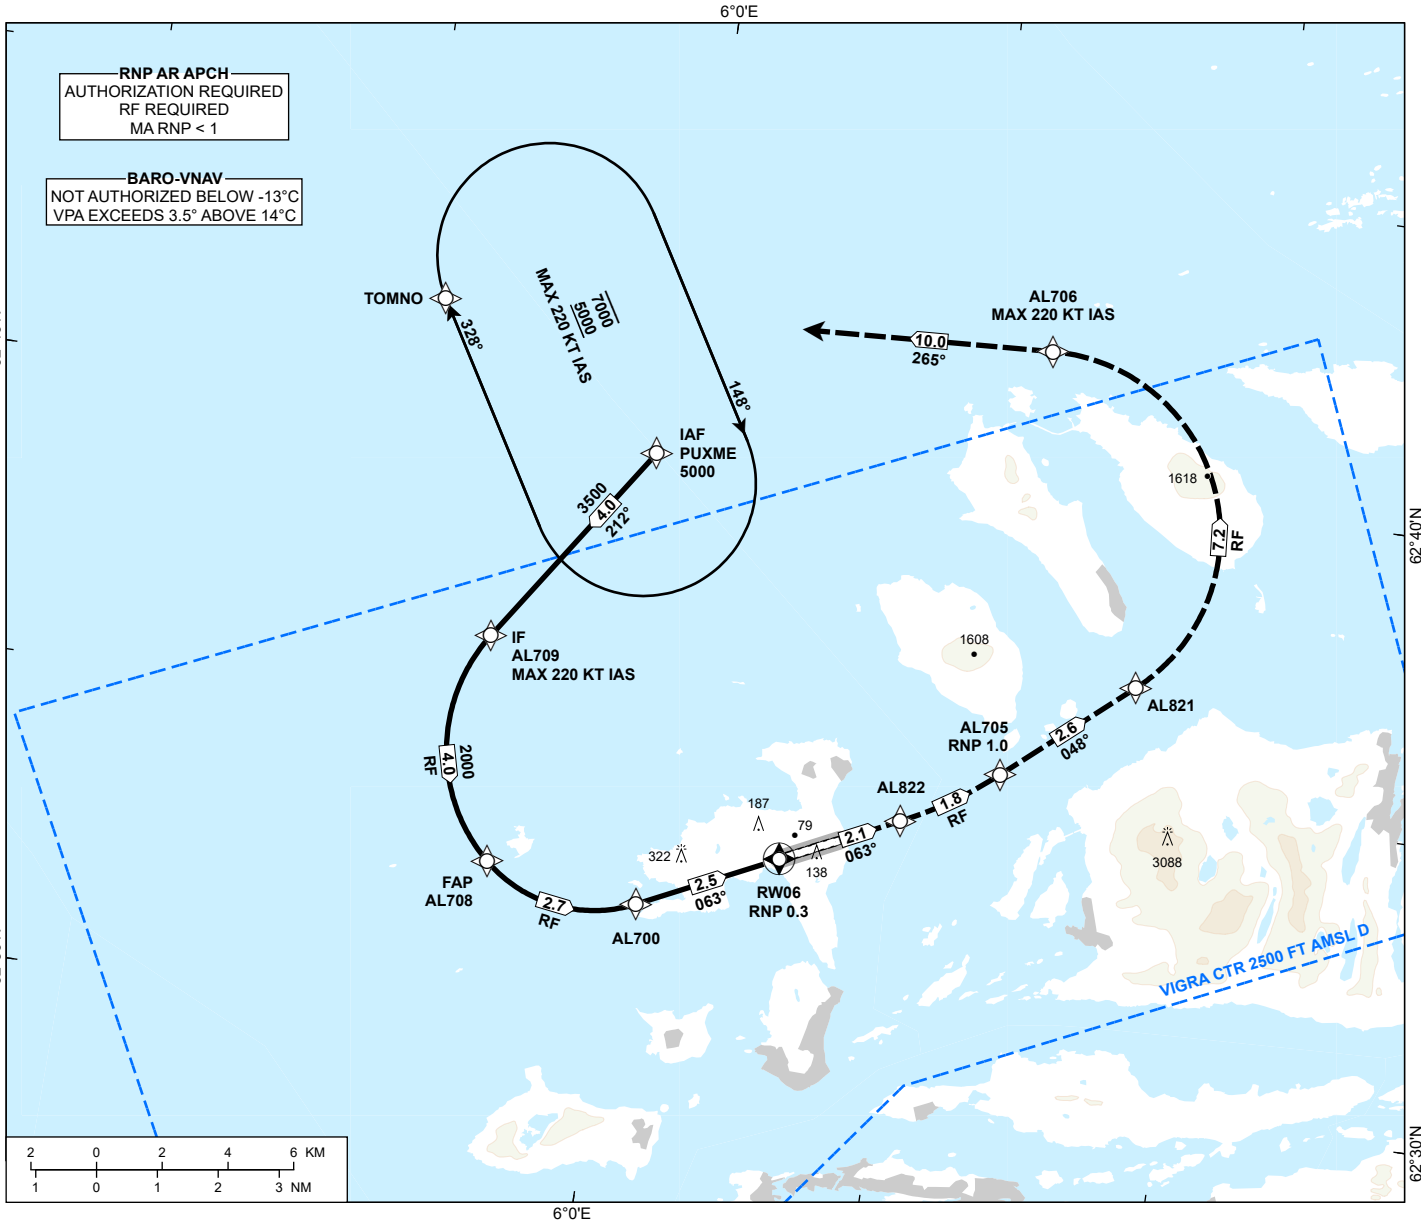 6°0'E
RNP AR APCH
AUTHORIZATION REQUIRED
RF REQUIRED
MA RNP < 1
BARO-VNAV
NOT AUTHORIZED BELOW -13°C
VPA EXCEEDS 3.5° ABOVE 14°C
TOMNO
328°
7000
5000
MAX 220 KT IAS
148°
AL706
MAX 220 KT IAS
10.0
265°
IAF
PUXME
5000
3500
4.0
212°
1618
7.2
RF
62°40'N
IF
AL709
MAX 220 KT IAS
1608
AL821
AL705
RNP 1.0
2.6
048°
2000
4.0
RF
AL822
1.8
RF
187
79
322
138
2.1
063°
3088
FAP
AL708
2.7
RF
2.5
063°
RW06
RNP 0.3
AL700
VIGRA CTR 2500 FT AMSL D
2 0 2 4 6 KM
1 0 1 2 3 NM
62°30'N
6°0'E